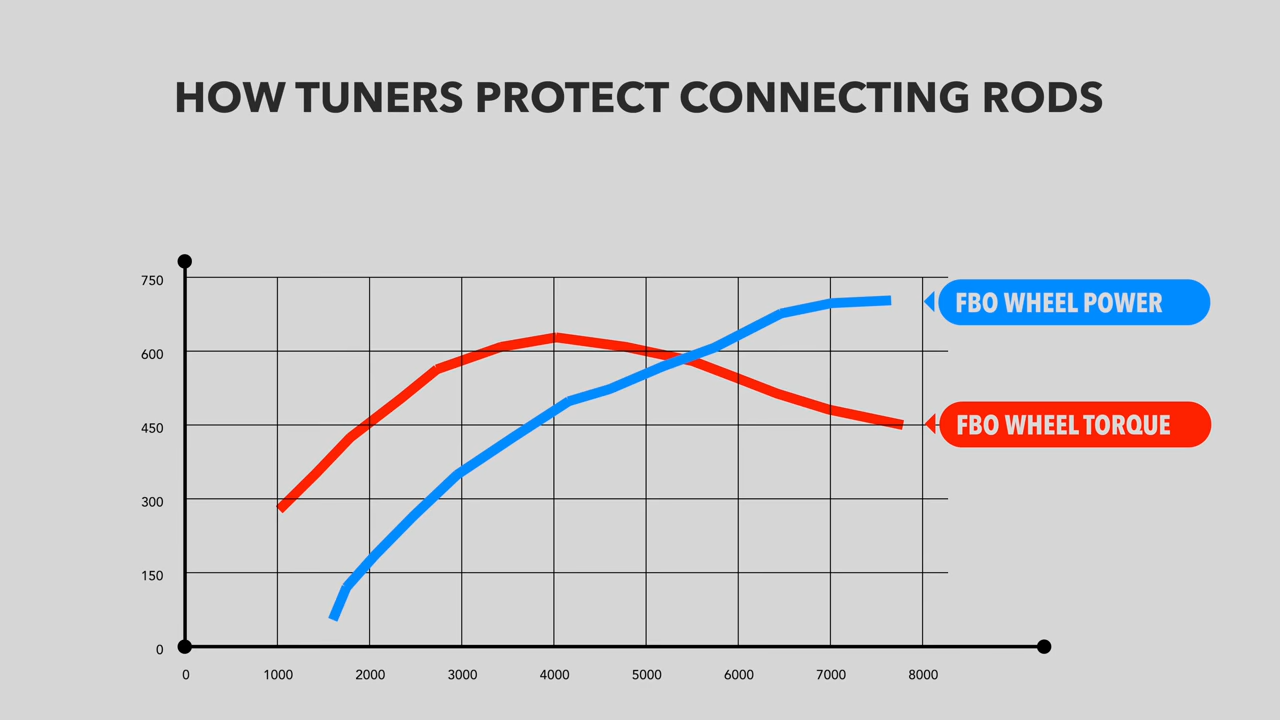 HOW TUNERS PROTECT CONNECTING RODS
750
FBO WHEEL POWER
600
450
FBO WHEEL TORQUE
300
150
0
0 1000 2000 3000 4000 5000 6000 7000 8000